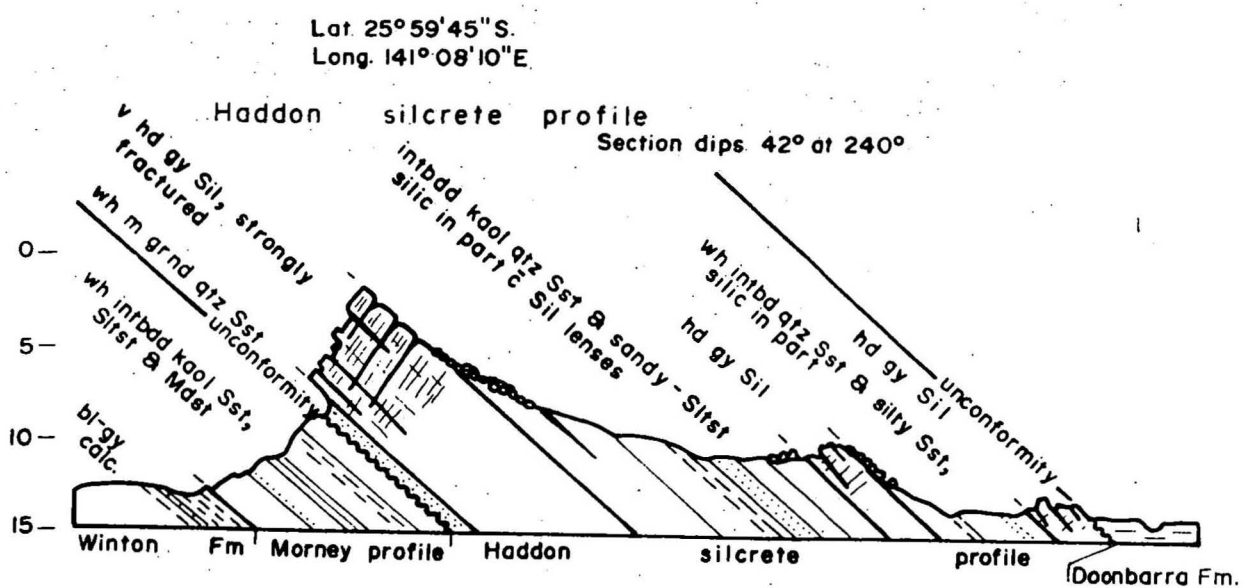 Lat. 25°59'45"S.
Long. 141°08'10"E
Haddon silcrete profile
Section dips 42° at 240°
v hd gy Sil, strongly
fractured
wh m grnd qtz Sst
unconformity
wh intbdd kaol Sst,
Sltst & Mdst
bl-gy
calc.
intbdd kaol qtz Sst & sandy-Sltst
silic in part c̄ Sil lenses
hd gy Sil
wh intbd qtz Sst & silty Sst,
silic in part
hd gy Sil
unconformity
0
5
10
15
Winton Fm
Morney profile
Haddon silcrete profile
Doonbarra Fm.